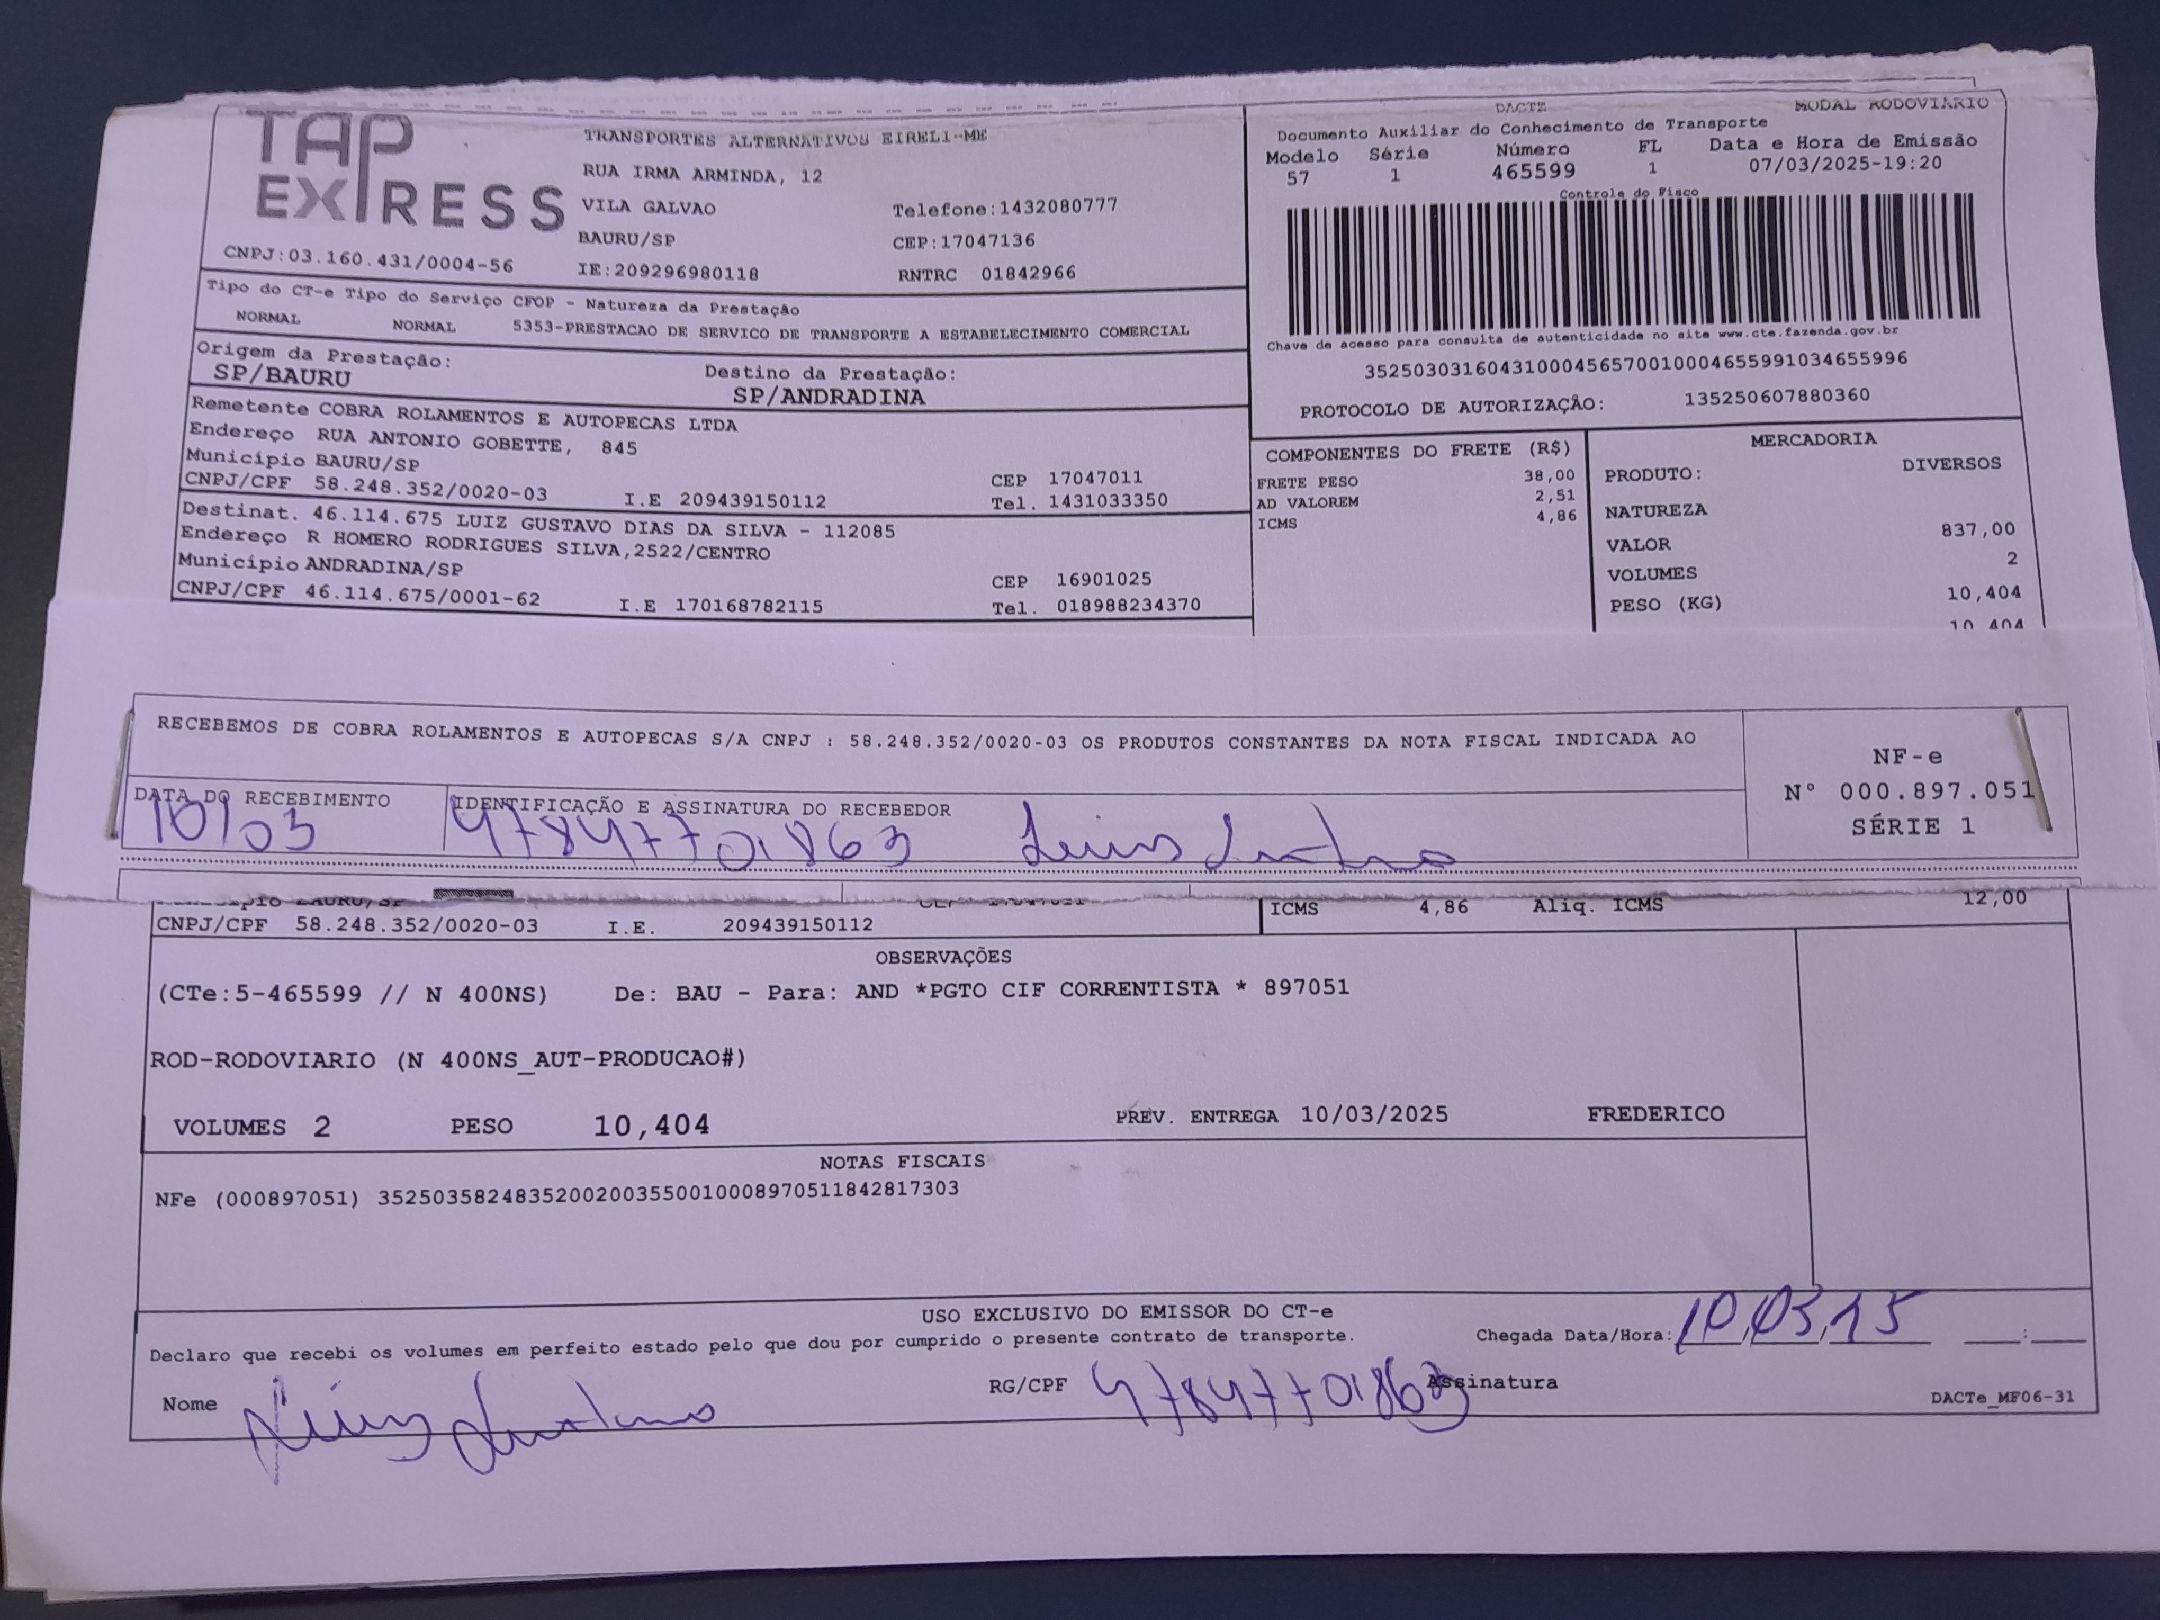 TAP EXPRESS
TRANSPORTES ALTERNATIVOS EIRELI-ME
RUA IRMA ARMINDA, 12
VILA GALVAO Telefone:1432080777
BAURU/SP CEP:17047136
CNPJ:03.160.431/0004-56 IE:209296980118 RNTRC 01842966
DACTE MODAL RODOVIÁRIO
Documento Auxiliar do Conhecimento de Transporte
Modelo Série Número FL Data e Hora de Emissão
57 1 465599 1 07/03/2025-19:20
Controle do Fisco
Chave de acesso para consulta de autenticidade no site www.cte.fazenda.gov.br
35250303160431000456570010004655991034655996
PROTOCOLO DE AUTORIZAÇÃO: 135250607880360
Tipo do CT-e Tipo do Serviço CFOP - Natureza da Prestação
NORMAL NORMAL 5353-PRESTACAO DE SERVICO DE TRANSPORTE A ESTABELECIMENTO COMERCIAL
Origem da Prestação: Destino da Prestação:
SP/BAURU SP/ANDRADINA
Remetente COBRA ROLAMENTOS E AUTOPECAS LTDA
Endereço RUA ANTONIO GOBETTE, 845
Município BAURU/SP CEP 17047011
CNPJ/CPF 58.248.352/0020-03 I.E 209439150112 Tel. 1431033350
Destinat. 46.114.675 LUIZ GUSTAVO DIAS DA SILVA - 112085
Endereço R HOMERO RODRIGUES SILVA,2522/CENTRO
Município ANDRADINA/SP CEP 16901025
CNPJ/CPF 46.114.675/0001-62 I.E 170168782115 Tel. 018988234370
COMPONENTES DO FRETE (R$)
FRETE PESO 38,00
AD VALOREM 2,51
ICMS 4,86
MERCADORIA
PRODUTO: DIVERSOS
NATUREZA
VALOR 837,00
VOLUMES 2
PESO (KG) 10,404
10,404
RECEBEMOS DE COBRA ROLAMENTOS E AUTOPECAS S/A CNPJ : 58.248.352/0020-03 OS PRODUTOS CONSTANTES DA NOTA FISCAL INDICADA AO
NF-e
Nº 000.897.051
SÉRIE 1
DATA DO RECEBIMENTO IDENTIFICAÇÃO E ASSINATURA DO RECEBEDOR
10/03 47847701863
BAURU/SP
CNPJ/CPF 58.248.352/0020-03 I.E. 209439150112
ICMS 4,86 Aliq. ICMS 12,00
OBSERVAÇÕES
(CTe:5-465599 // N 400NS) De: BAU - Para: AND *PGTO CIF CORRENTISTA * 897051
ROD-RODOVIARIO (N 400NS_AUT-PRODUCAO#)
VOLUMES 2 PESO 10,404 PREV. ENTREGA 10/03/2025 FREDERICO
NOTAS FISCAIS
NFe (000897051) 35250358248352002003550010008970511842817303
USO EXCLUSIVO DO EMISSOR DO CT-e
Declaro que recebi os volumes em perfeito estado pelo que dou por cumprido o presente contrato de transporte. Chegada Data/Hora: 10,03,25 :
Nome RG/CPF 47847701863 Assinatura
DACTe_MF06-31